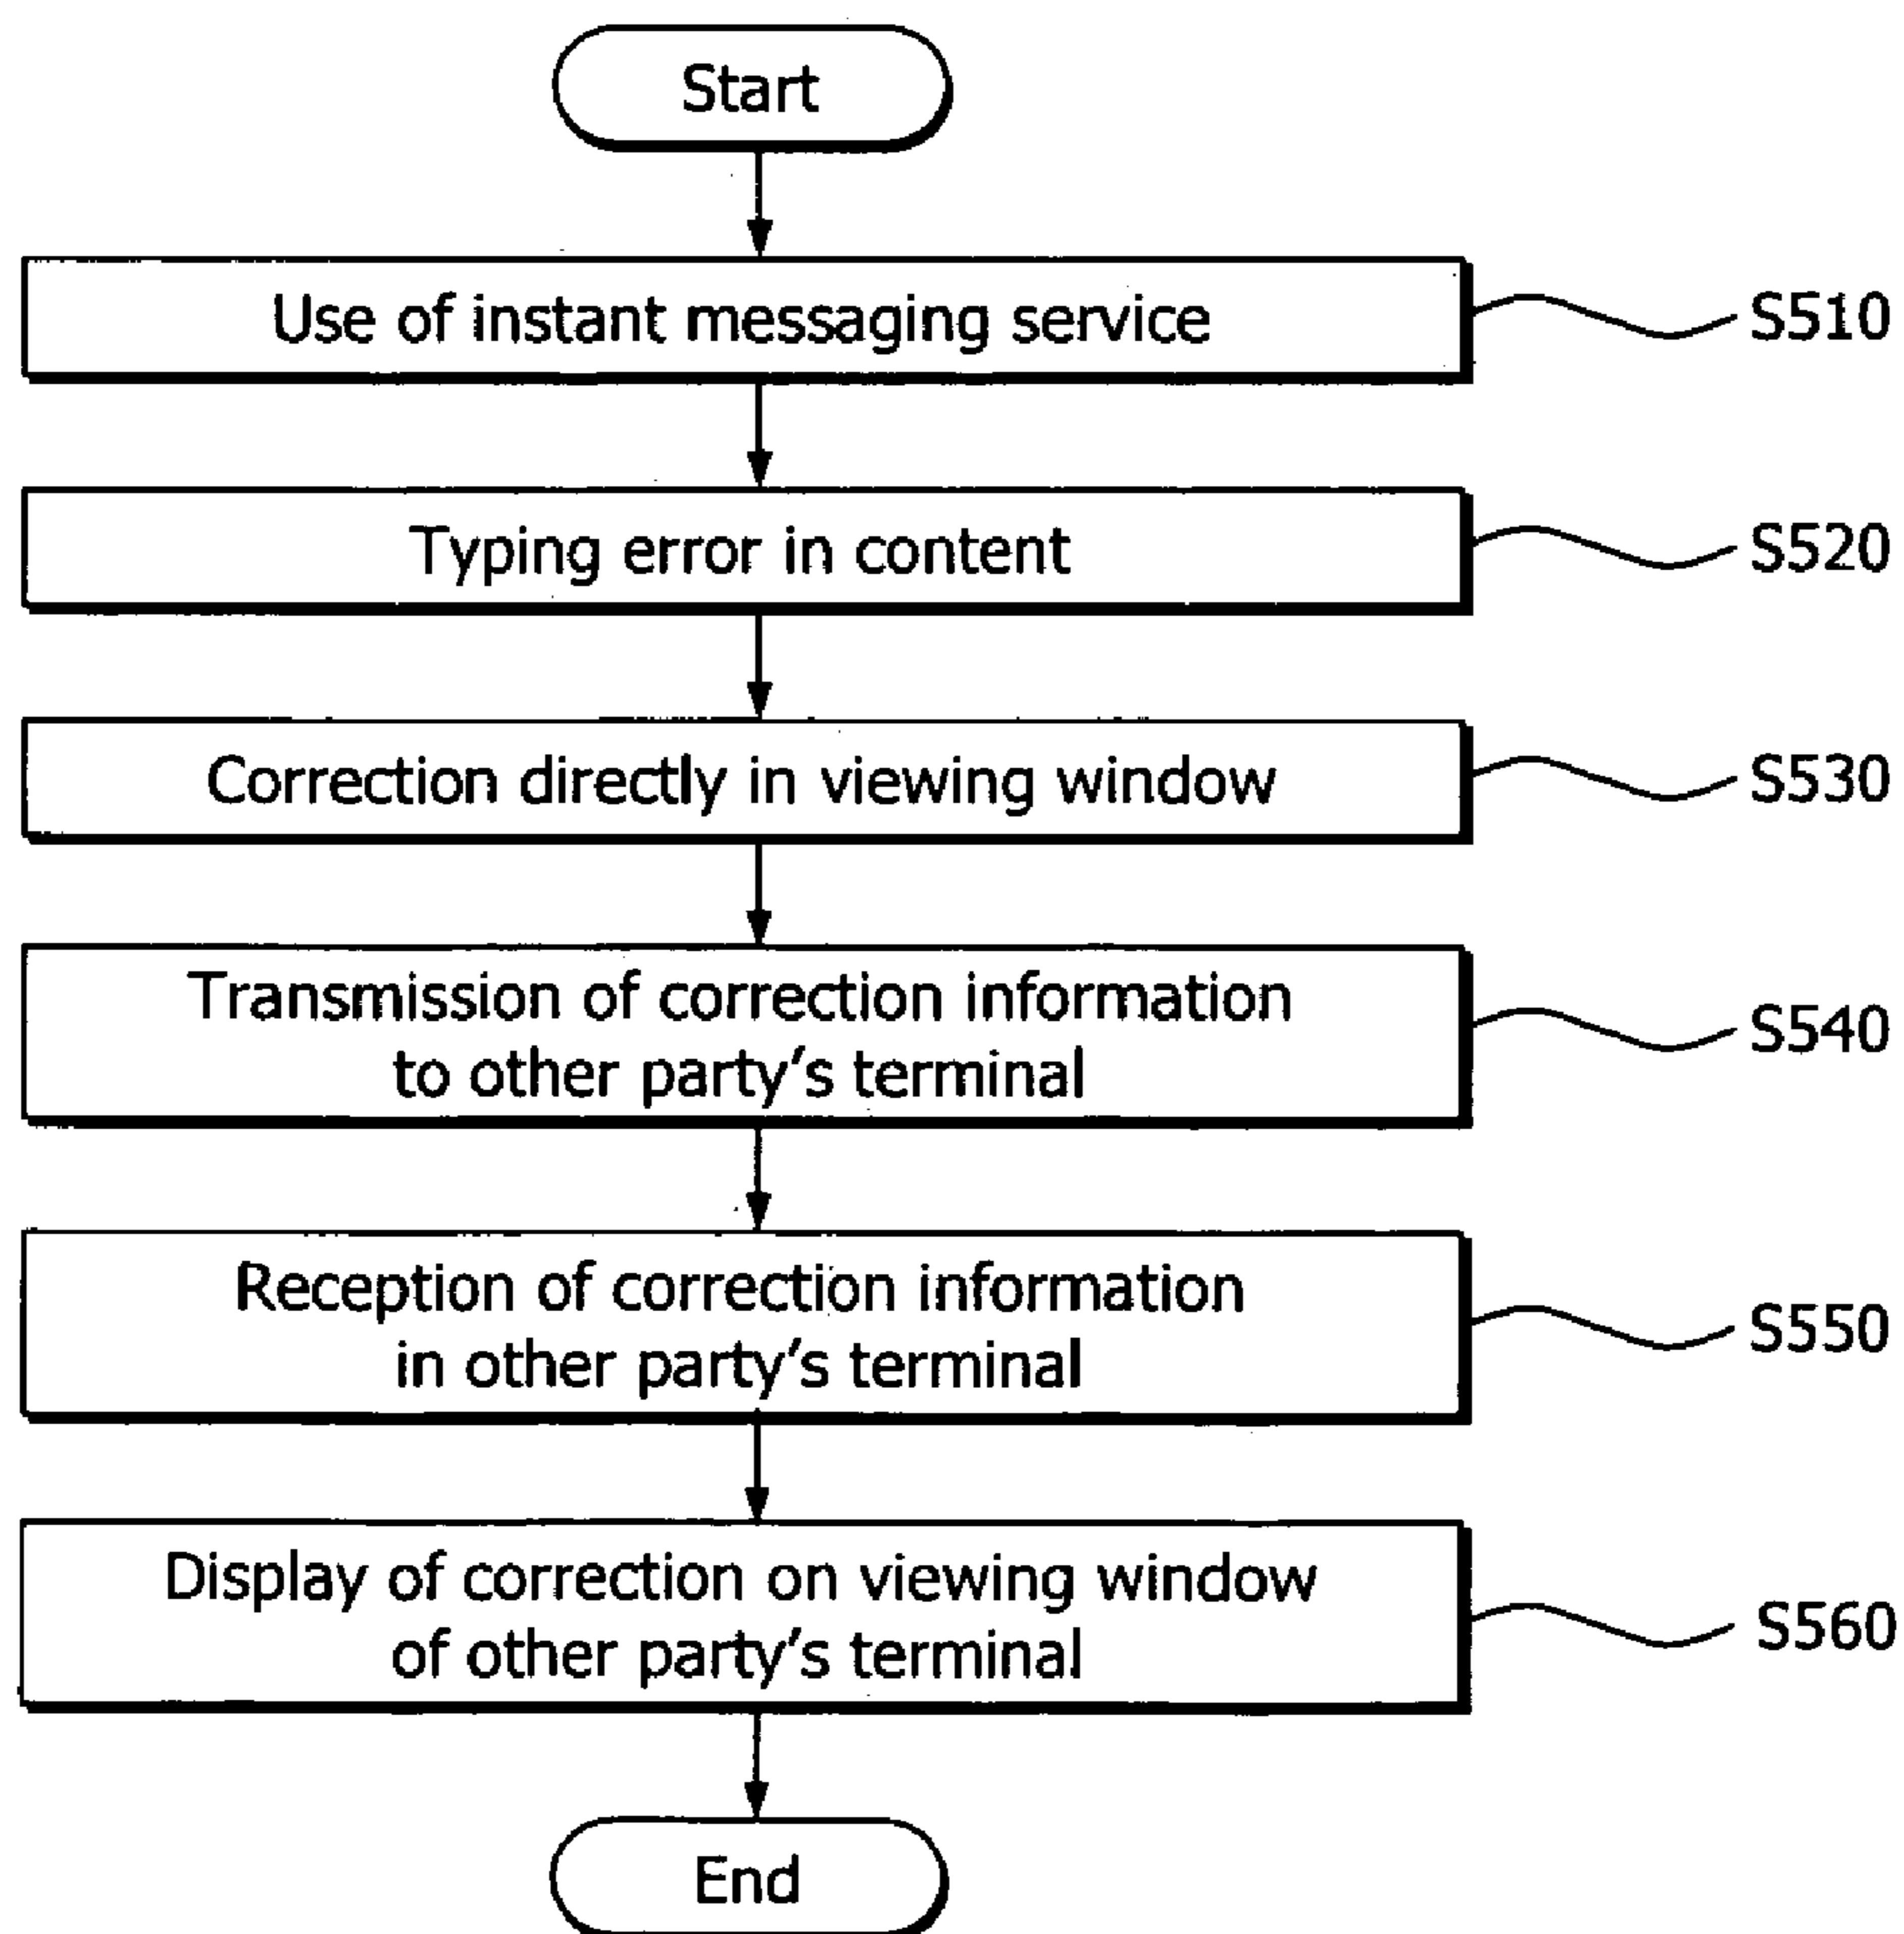 Start
Use of instant messaging service
S510
Typing error in content
S520
Correction directly in viewing window
S530
Transmission of correction information
to other party's terminal
S540
Reception of correction information
in other party's terminal
S550
Display of correction on viewing window
of other party's terminal
S560
End